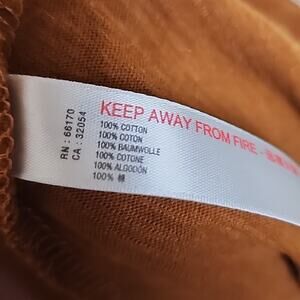 KEEP AWAY FROM FIRE -
100% COTTON
100% COTON
100% BAUMWOLLE
100% COTONE
100% ALGODÓN
100% 棉
RN : 66170
CA : 32054